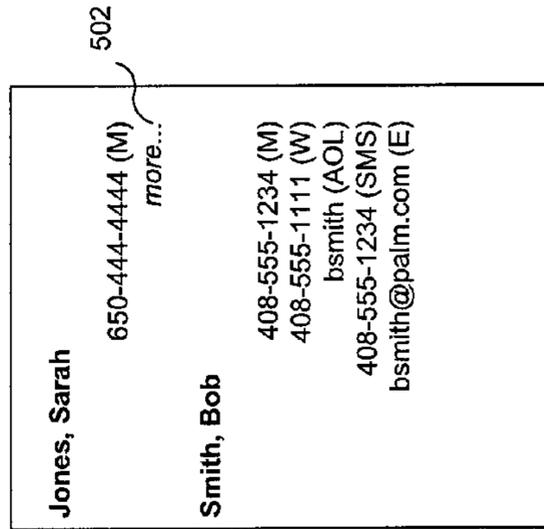 502
Jones, Sarah
650-444-4444 (M)
more...
Smith, Bob
408-555-1234 (M)
408-555-1111 (W)
bsmith (AOL)
408-555-1234 (SMS)
bsmith@palm.com (E)